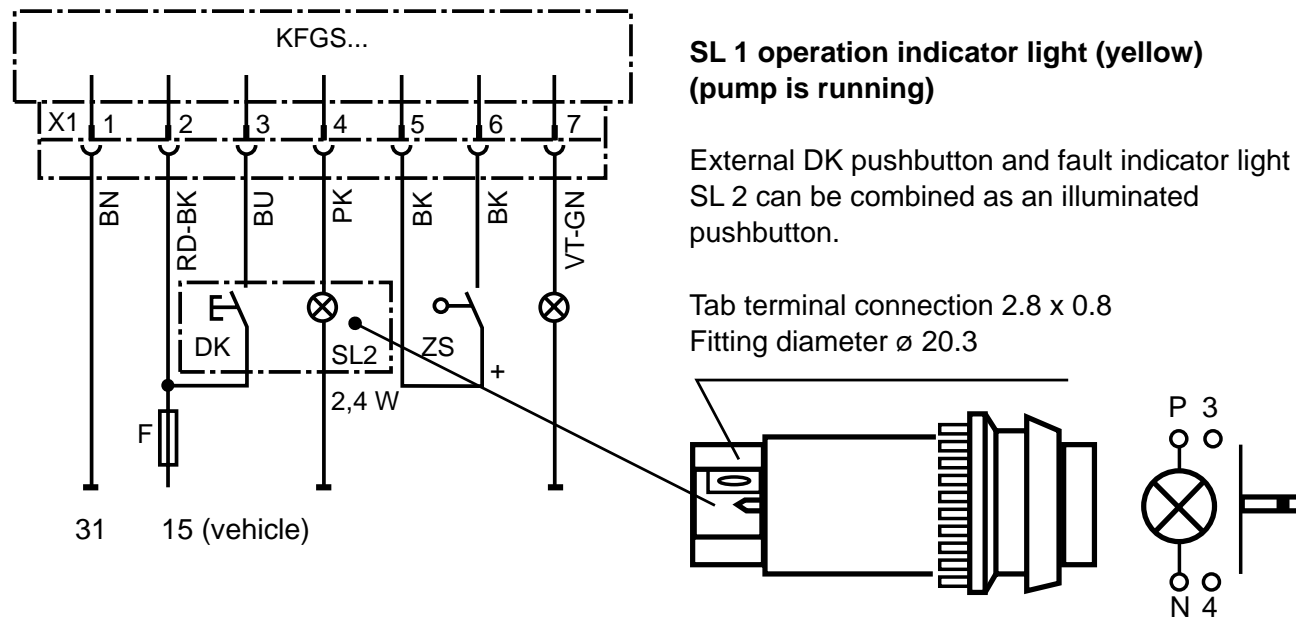 KFGS...
X1 1 2 3 4 5 6 7
BN
RD-BK
BU
PK
BK
BK
VT-GN
DK
SL2
ZS
+
2,4 W
F
31
15 (vehicle)
SL 1 operation indicator light (yellow)
(pump is running)
External DK pushbutton and fault indicator light
SL 2 can be combined as an illuminated
pushbutton.
Tab terminal connection 2.8 x 0.8
Fitting diameter ø 20.3
P 3
N 4